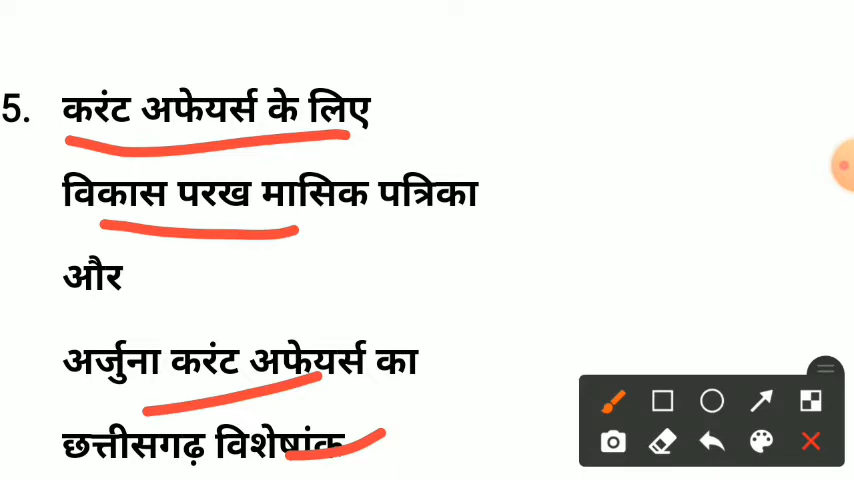 5. करंट अफेयर्स के लिए
विकास परख मासिक पत्रिका
और
अर्जुना करंट अफेयर्स का
छत्तीसगढ़ विशेषांक